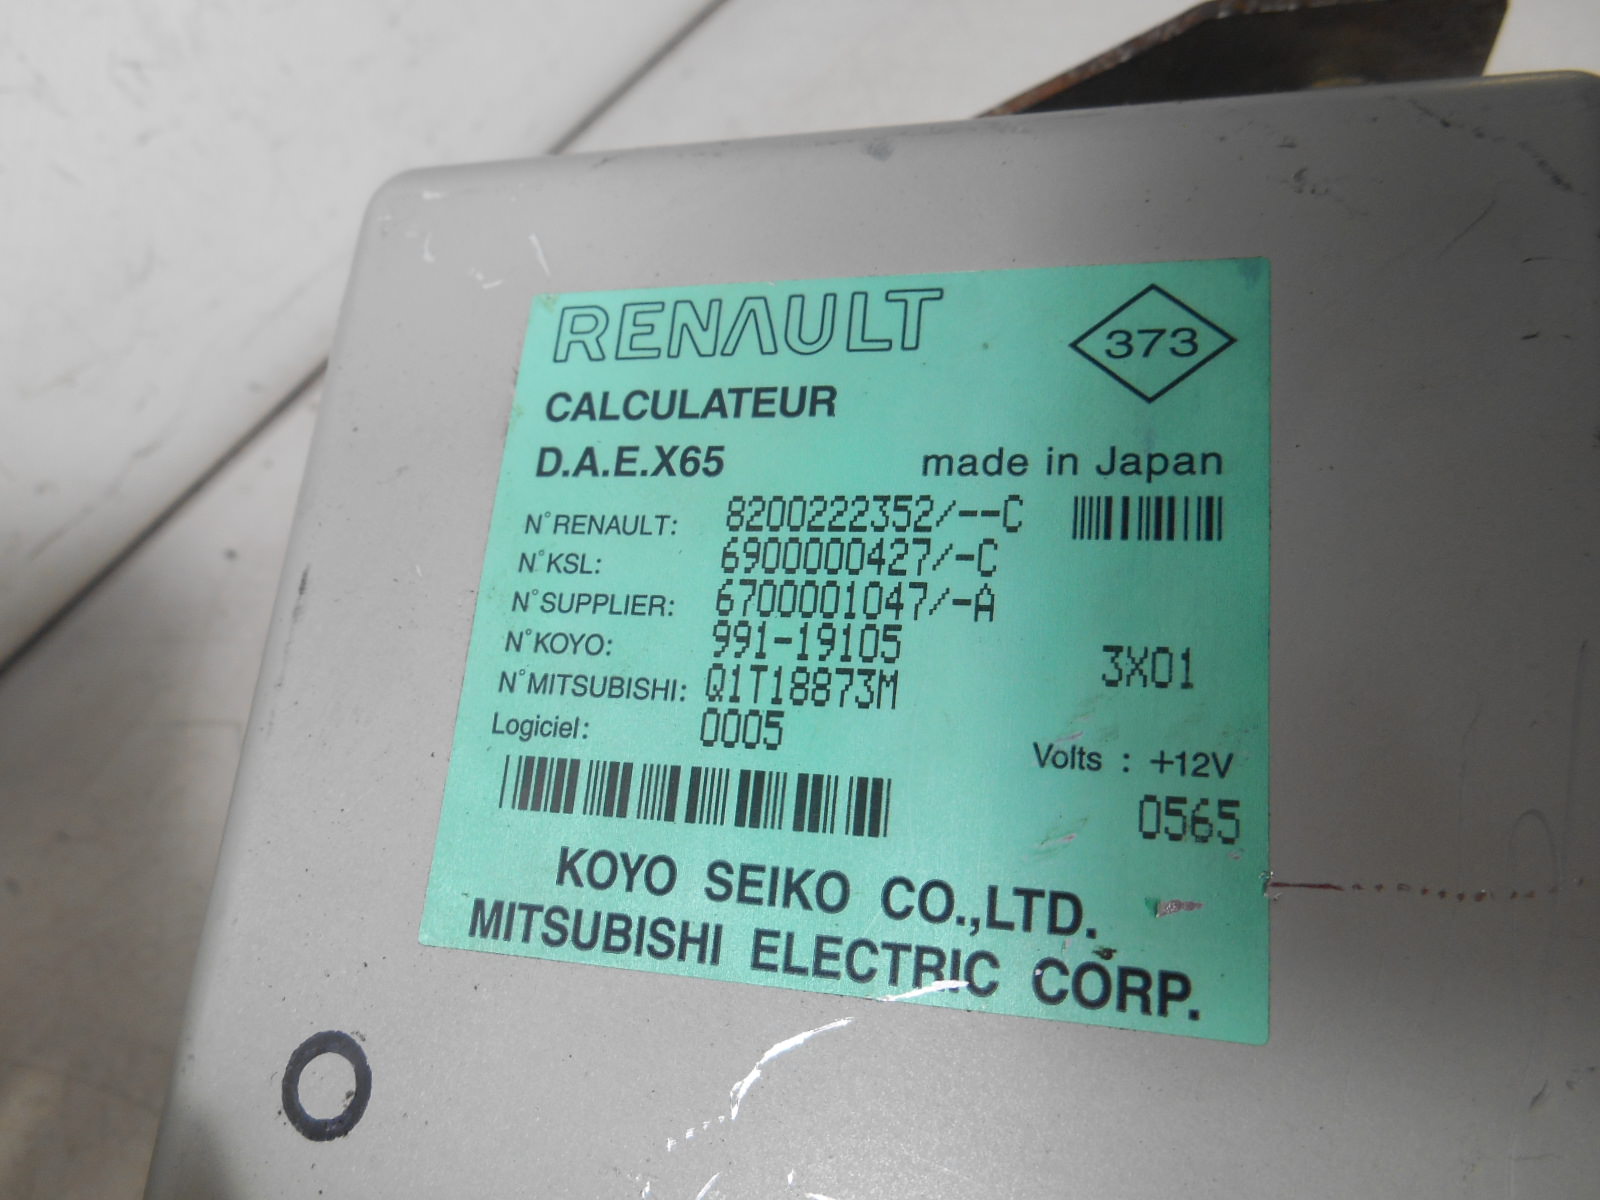 RENAULT
373
CALCULATEUR
D.A.E.X65 made in Japan
N°RENAULT: 8200222352/--C
N°KSL: 6900000427/-C
N°SUPPLIER: 6700001047/-A
N°KOYO: 991-19105
3X01
N°MITSUBISHI: Q1T18873M
Logiciel: 0005
Volts : +12V
0565
KOYO SEIKO CO.,LTD.
MITSUBISHI ELECTRIC CORP.